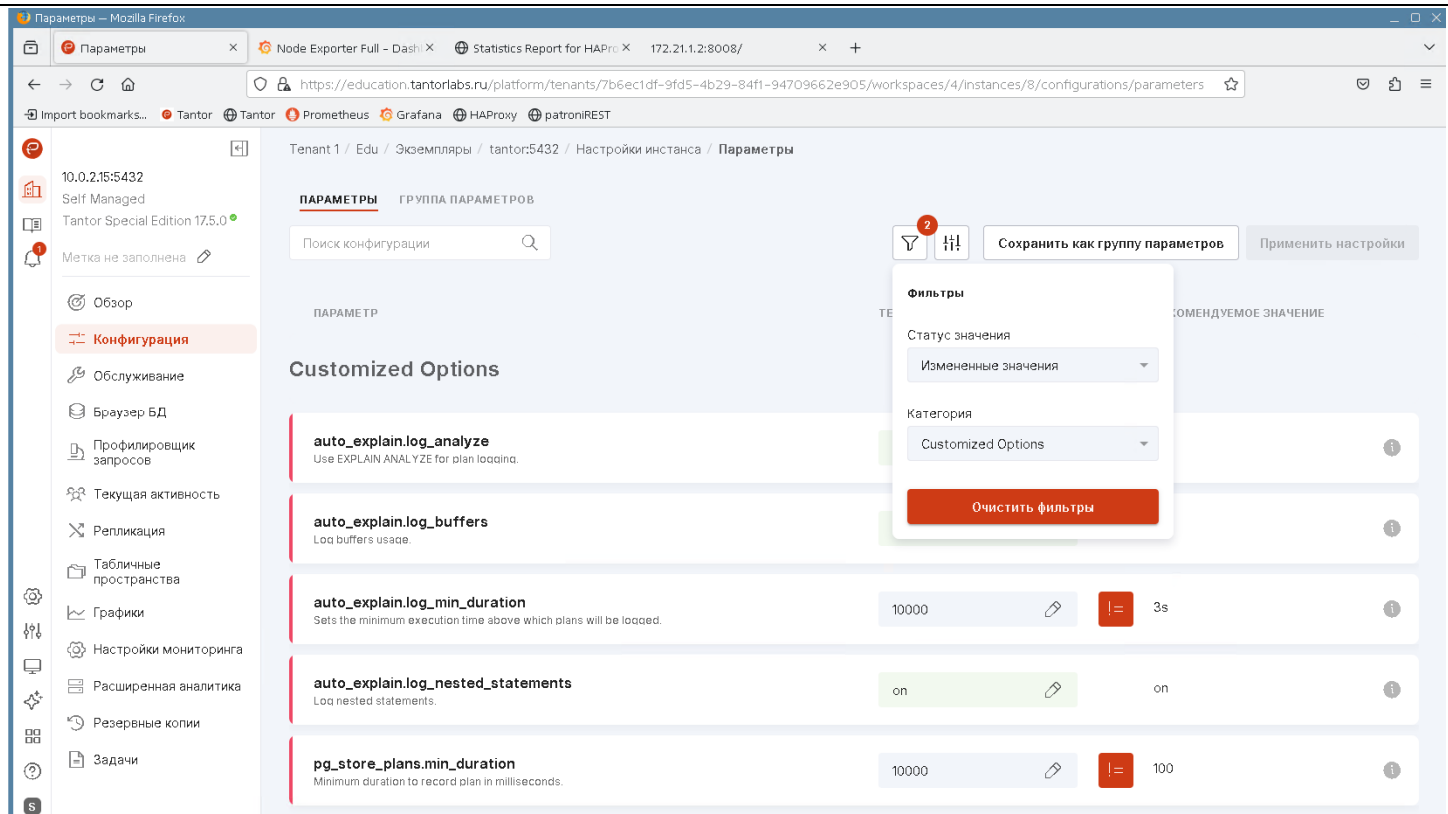 Параметры — Mozilla Firefox
Параметры
Node Exporter Full – Dash
Statistics Report for HAPro
172.21.1.2:8008/
https://education.tantorlabs.ru/platform/tenants/7b6ec1df-9fd5-4b29-84f1-94709662e905/workspaces/4/instances/8/configurations/parameters
Import bookmarks... Tantor Tantor Prometheus Grafana HAProxy patroniREST
10.0.2.15:5432
Self Managed
Tantor Special Edition 17.5.0
1
Метка не заполнена
Обзор
Конфигурация
Обслуживание
Браузер БД
Профилировщик
запросов
Текущая активность
Репликация
Табличные
пространства
Графики
Настройки мониторинга
Расширенная аналитика
Резервные копии
Задачи
S
Tenant 1 / Edu / Экземпляры / tantor:5432 / Настройки инстанса / Параметры
ПАРАМЕТРЫ ГРУППА ПАРАМЕТРОВ
Поиск конфигурации
2
Сохранить как группу параметров
Применить настройки
ПАРАМЕТР
ТЕ
ОМЕНДУЕМОЕ ЗНАЧЕНИЕ
Фильтры
Статус значения
Измененные значения
Категория
Customized Options
Очистить фильтры
Customized Options
auto_explain.log_analyze
Use EXPLAIN ANALYZE for plan logging.
auto_explain.log_buffers
Log buffers usage.
auto_explain.log_min_duration
Sets the minimum execution time above which plans will be logged.
10000 != 3s
auto_explain.log_nested_statements
Log nested statements.
on on
pg_store_plans.min_duration
Minimum duration to record plan in milliseconds.
10000 != 100